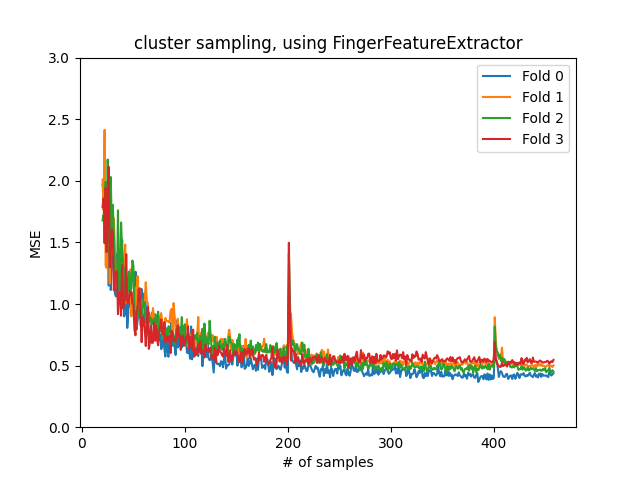 cluster sampling, using FingerFeatureExtractor
3.0
2.5
2.0
1.5
1.0
0.5
0.0
MSE
Fold 0
Fold 1
Fold 2
Fold 3
0 100 200 300 400
# of samples